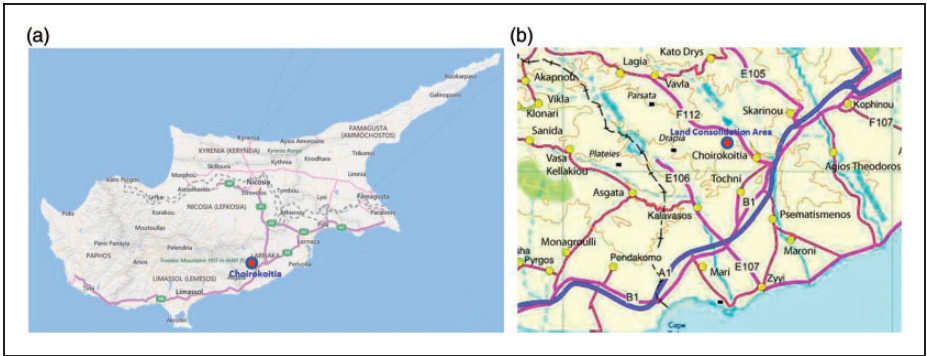 (a)
(b)
Rizokarpaso
Galinoporni
Kyrenia
Ayios Amvrosios
FAMAGUSTA
(AMMOCHOSTOS)
KYRENIA (KERYNEIA)
Kyrenia Range
Trikomo
Skilloura
Kythrea
Knodhara
Morphou
Limnia
Kato Pyrgos
Nicosia
Lefka
Astromeritis
Strovolos
Tymbou
Lysi
Famagusta
Polis
NICOSIA (LEFKOSIA)
Athienou
Paralimni
Korakou
Pyla
Moutoullas
Larnaca
Pano Panayia
Pelendria
LARNAKA
Perivolia
PAPHOS
Arsos
Choirokoitia
LIMASSOL (LEMESOS)
Limassol
Akrotiri
Kato Drys
Lagia
E105
Akapnou
Vavla
Parsata
Vikla
Skarinou
Kophinou
Klonari
F112
F107
Land Consolidation Area
Sanida
Drapia
Vasa
Plateies
Choirokoitia
Kellakiou
Agios Theodoros
E106
Tochni
Asgata
B1
Kalavasos
Psematismenos
Monagroulli
Maroni
Pyrgos
Pendakomo
A1
Mari
E107
Zyyi
B1
Cape